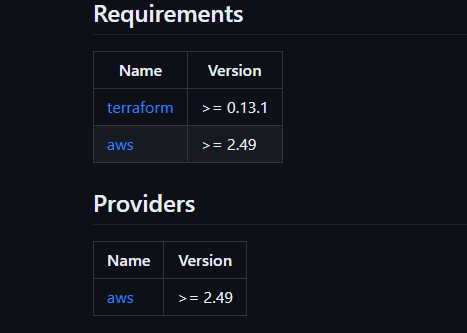 Requirements
Name Version
terraform >= 0.13.1
aws >= 2.49
Providers
Name Version
aws >= 2.49